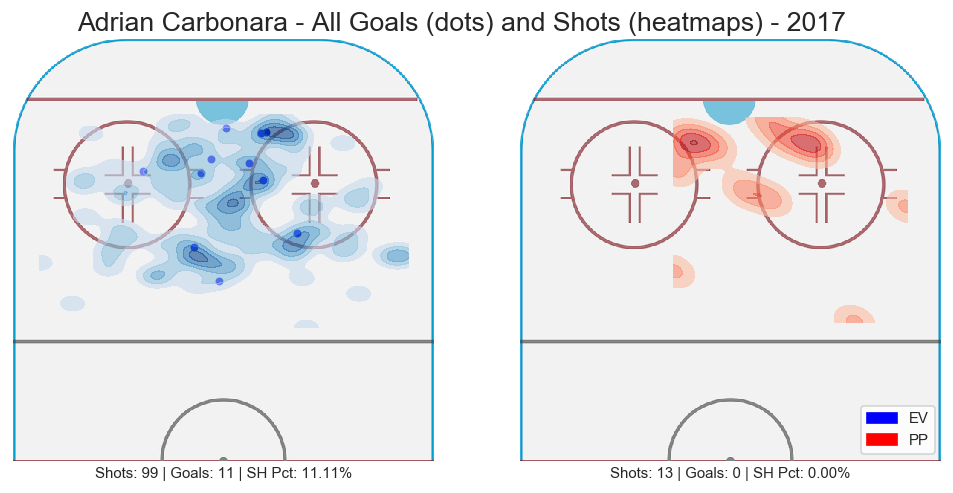 Adrian Carbonara - All Goals (dots) and Shots (heatmaps) - 2017
EV
PP
Shots: 99 | Goals: 11 | SH Pct: 11.11%
Shots: 13 | Goals: 0 | SH Pct: 0.00%